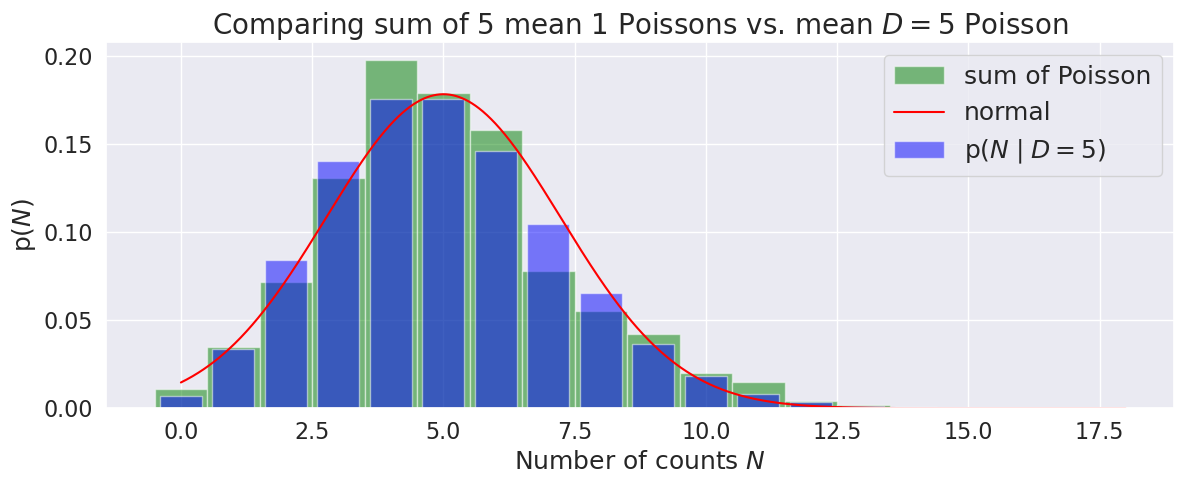 Comparing sum of 5 mean 1 Poissons vs. mean D = 5 Poisson
sum of Poisson
normal
p(N | D = 5)
0.20
0.15
0.10
0.05
0.00
p(N)
0.0 2.5 5.0 7.5 10.0 12.5 15.0 17.5
Number of counts N